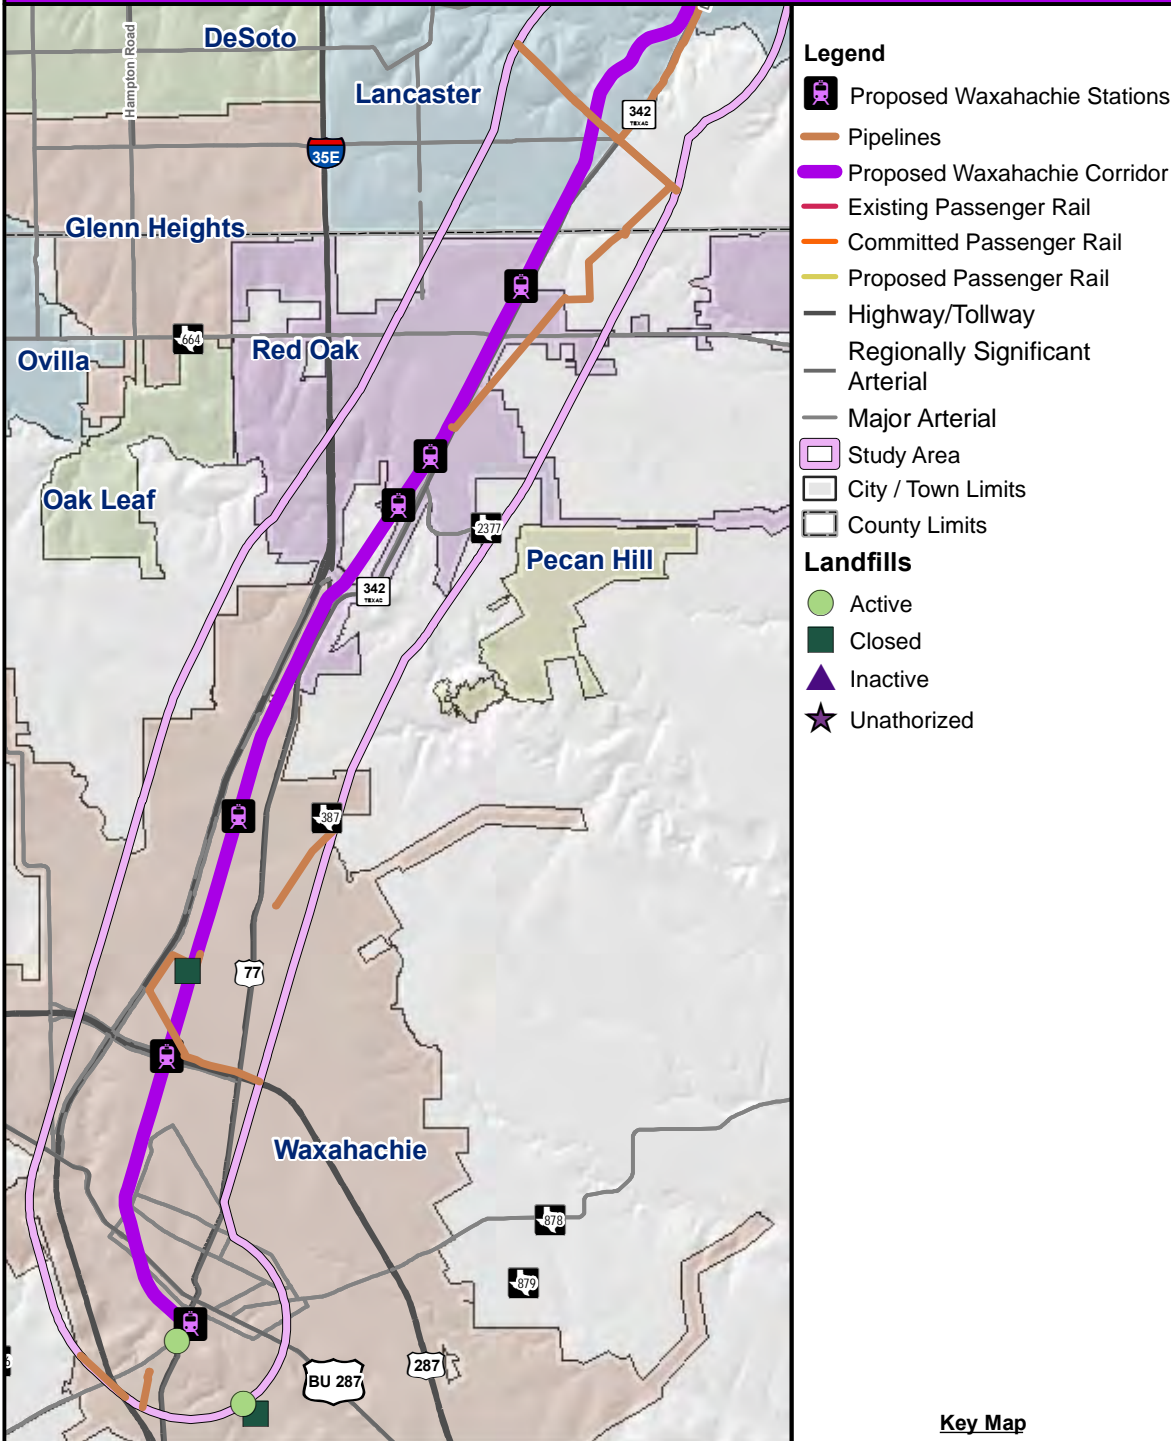 DeSoto
Hampton Road
Lancaster
342
TEXAS
35E
Glenn Heights
664
Red Oak
Ovilla
Oak Leaf
2377
Pecan Hill
342
TEXAS
387
77
Waxahachie
878
879
287
BU 287
Legend
Proposed Waxahachie Stations
Pipelines
Proposed Waxahachie Corridor
Existing Passenger Rail
Committed Passenger Rail
Proposed Passenger Rail
Highway/Tollway
Regionally Significant
Arterial
Major Arterial
Study Area
City / Town Limits
County Limits
Landfills
Active
Closed
Inactive
Unathorized
Key Map